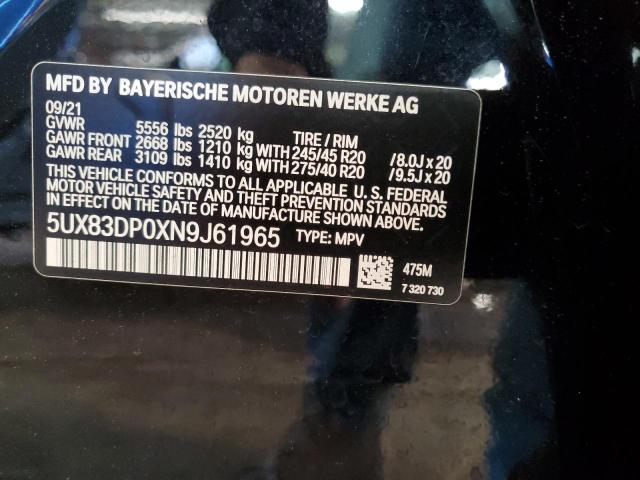 MFD BY BAYERISCHE MOTOREN WERKE AG
09/21
GVWR 5556 lbs 2520 kg TIRE / RIM
GAWR FRONT 2668 lbs 1210 kg WITH 245/45 R20 /8.0J x 20
GAWR REAR 3109 lbs 1410 kg WITH 275/40 R20 /9.5J x 20
THIS VEHICLE CONFORMS TO ALL APPLICABLE U. S. FEDERAL
MOTOR VEHICLE SAFETY AND THEFT PREVENTION STANDARDS
IN EFFECT ON THE DATE OF MANUFACTURE SHOWN ABOVE.
5UX83DP0XN9J61965 TYPE: MPV
475M
7 320 730